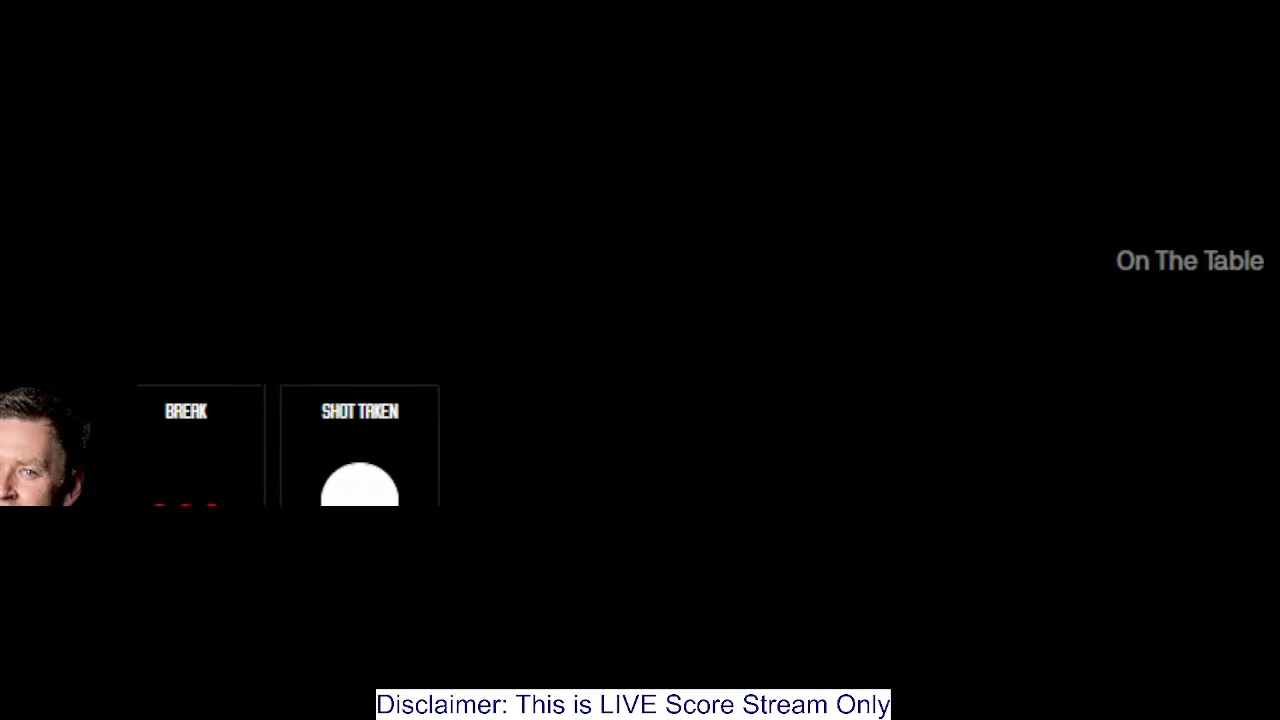 On The Table
BREAK
SHOT TAKEN
Disclaimer: This is LIVE Score Stream Only